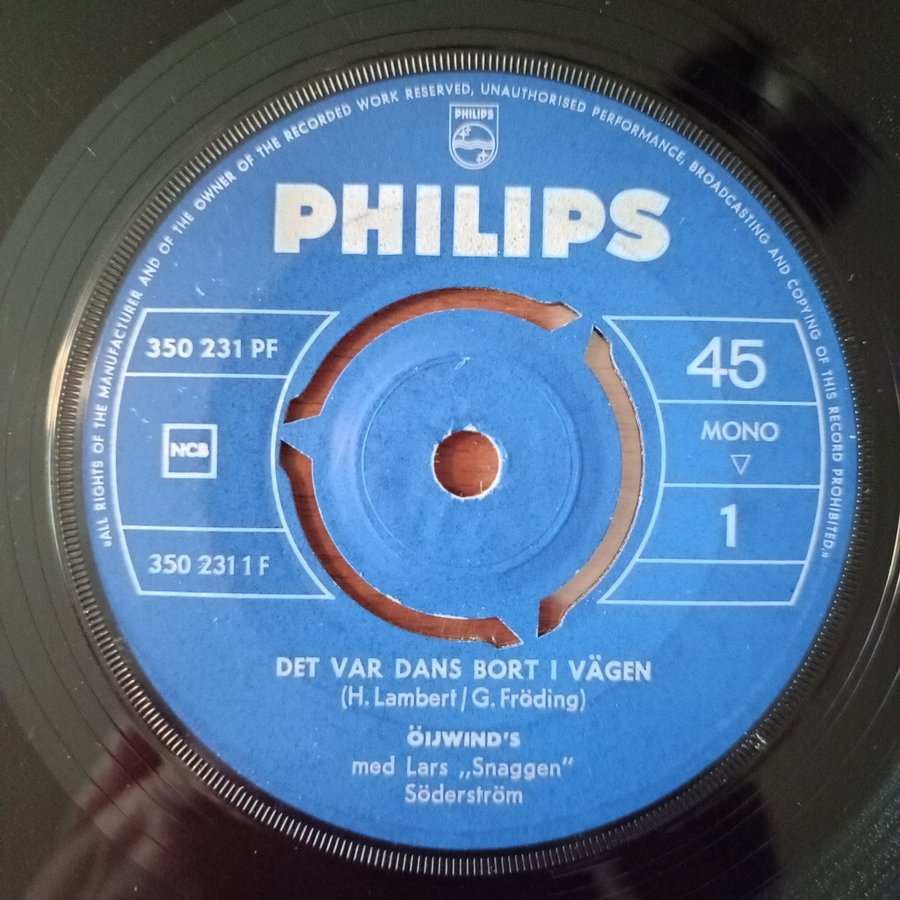 "ALL RIGHTS OF THE MANUFACTURER AND OF THE OWNER OF THE RECORDED WORK RESERVED, UNAUTHORISED PERFORMANCE, BROADCASTING AND COPYING OF THIS RECORD PROHIBITED."
PHILIPS
PHILIPS
350 231 PF
45
NCB
MONO
1
350 231 1 F
DET VAR DANS BORT I VÄGEN
(H. Lambert / G. Fröding)
ÖIJWIND'S
med Lars „Snaggen"
Söderström